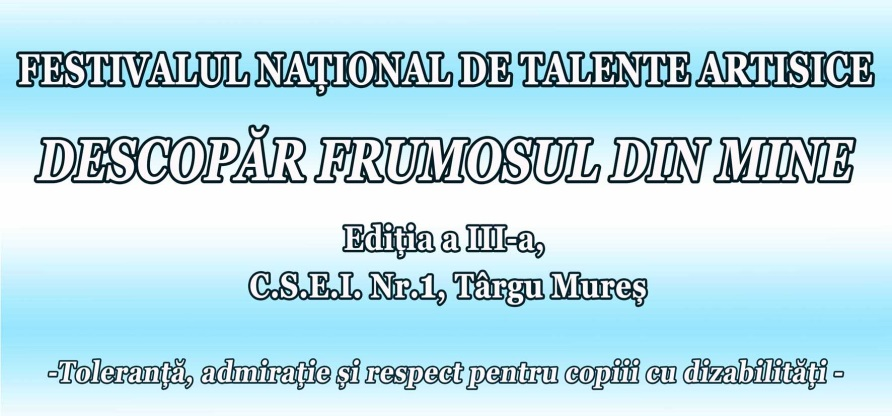 FESTIVALUL NAȚIONAL DE TALENTE ARTISICE
DESCOPĂR FRUMOSUL DIN MINE
Ediția a III-a,
C.S.E.I. Nr.1, Târgu Mureș
-Toleranță, admirație și respect pentru copiii cu dizabilități -